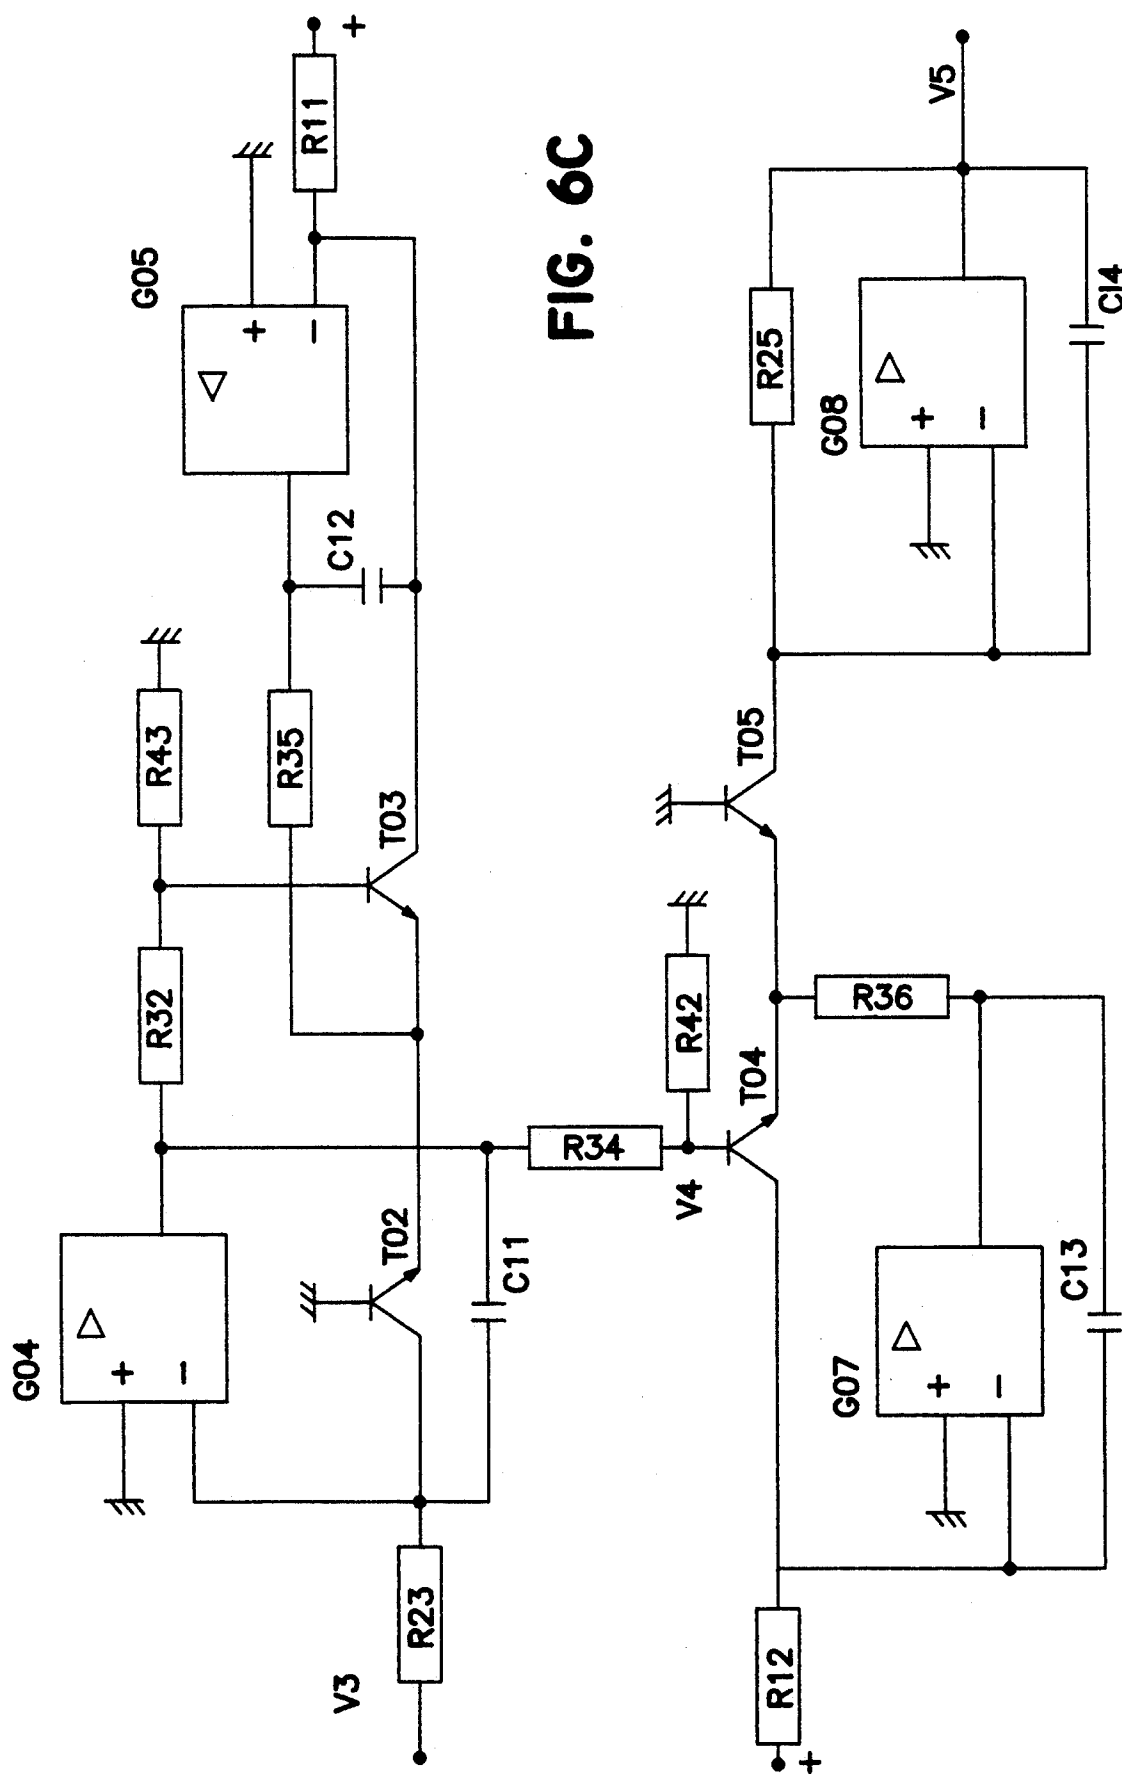 G04
+
−
V3
R23
T02
C11
R32
R43
R35
T03
C12
G05
+
−
R11
+
R34
V4
R42
T04
T05
R36
R12
+
G07
+
−
C13
R25
G08
+
−
C14
V5
FIG. 6C